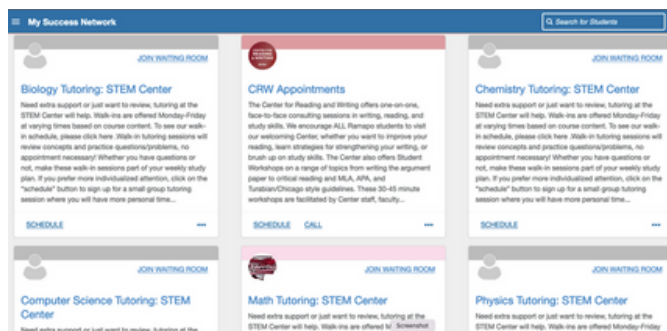 My Success Network
Search for Students
JOIN WAITING ROOM
Biology Tutoring: STEM Center
Need extra support or just want to review, tutoring at the
STEM Center will help. Walk-ins are offered Monday-Friday
at varying times based on course content. To see our walk-
in schedule, please click here .Walk-in tutoring sessions will
review concepts and practice questions/problems, no
appointment necessary! Whether you have questions or
not, make these walk-in sessions part of your weekly study
plan. If you prefer more individualized attention, click on the
"schedule" button to sign up for a small group tutoring
session where you will have more personal time...
SCHEDULE
CRW Appointments
The Center for Reading and Writing offers one-on-one,
face-to-face consulting sessions in writing, reading, and
study skills. We encourage ALL Ramapo students to visit
our welcoming Center, whether you want to improve your
reading, learn strategies for strengthening your writing, or
brush up on study skills. The Center also offers Student
Workshops on a range of topics from writing the argument
paper to critical reading and MLA, APA, and
Turabian/Chicago style guidelines. These 30-45 minute
workshops are facilitated by Center staff, faculty...
SCHEDULE CALL
JOIN WAITING ROOM
Chemistry Tutoring: STEM Center
Need extra support or just want to review, tutoring at the
STEM Center will help. Walk-ins are offered Monday-Friday
at varying times based on course content. To see our walk-
in schedule, please click here .Walk-in tutoring sessions will
review concepts and practice questions/problems, no
appointment necessary! Whether you have questions or
not, make these walk-in sessions part of your weekly study
plan. If you prefer more individualized attention, click on the
"schedule" button to sign up for a small group tutoring
session where you will have more personal time...
SCHEDULE
JOIN WAITING ROOM
Computer Science Tutoring: STEM
Center
Need extra support or just want to review, tutoring at the
JOIN WAITING ROOM
Math Tutoring: STEM Center
Need extra support or just want to review, tutoring at the
STEM Center will help. Walk-ins are offered
Screenshot
JOIN WAITING ROOM
Physics Tutoring: STEM Center
Need extra support or just want to review, tutoring at the
STEM Center will help. Walk-ins are offered Monday-Friday